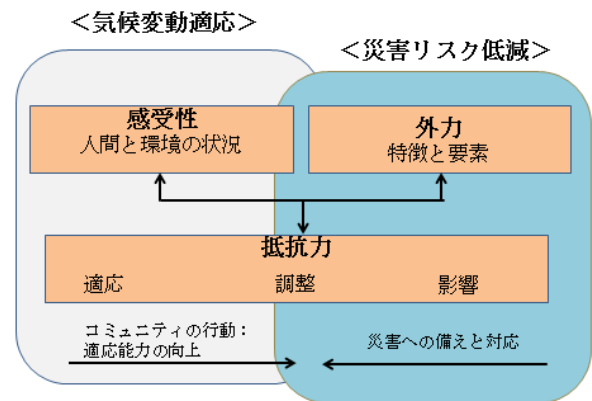 ＜気候変動適応＞
＜災害リスク低減＞
感受性
人間と環境の状況
外力
特徴と要素
抵抗力
適応 調整 影響
コミュニティの行動：
適応能力の向上
災害への備えと対応